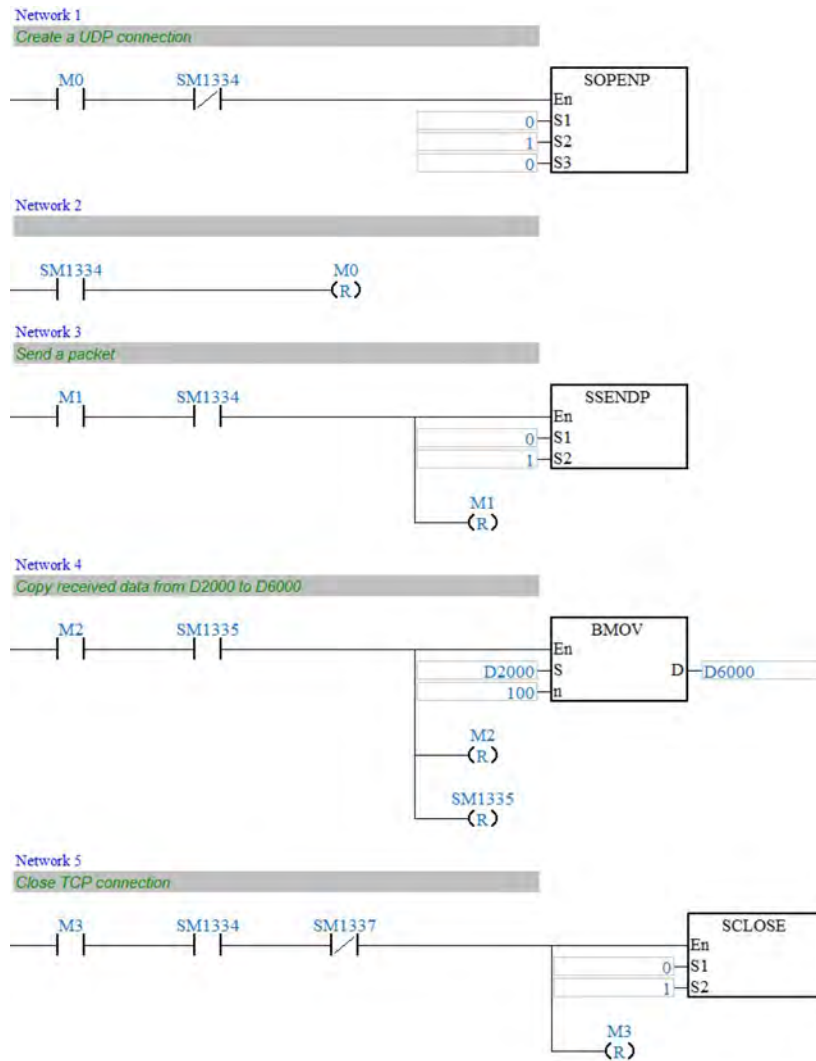 Network 1
Create a UDP connection
M0 SM1334 SOPENP
En
0 S1
1 S2
0 S3
Network 2
SM1334 M0
(R)
Network 3
Send a packet
M1 SM1334 SSENDP
En
0 S1
1 S2
M1
(R)
Network 4
Copy received data from D2000 to D6000
M2 SM1335 BMOV
En
D2000 S D D6000
100 n
M2
(R)
SM1335
(R)
Network 5
Close TCP connection
M3 SM1334 SM1337 SCLOSE
En
0 S1
1 S2
M3
(R)